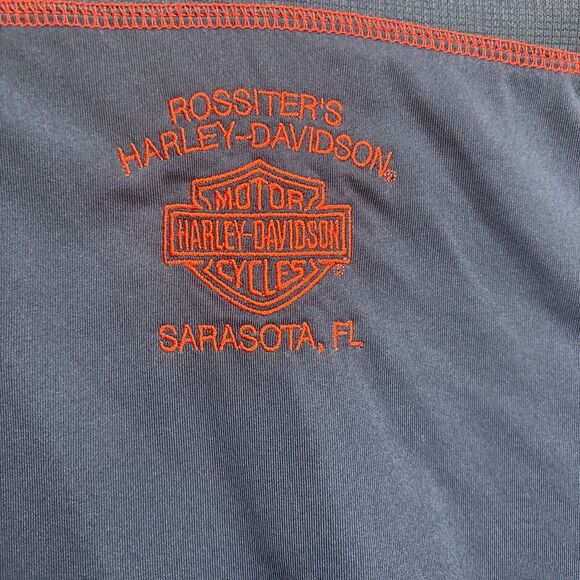 ROSSITER'S
HARLEY-DAVIDSON®
MOTOR
HARLEY-DAVIDSON
CYCLES®
SARASOTA, FL